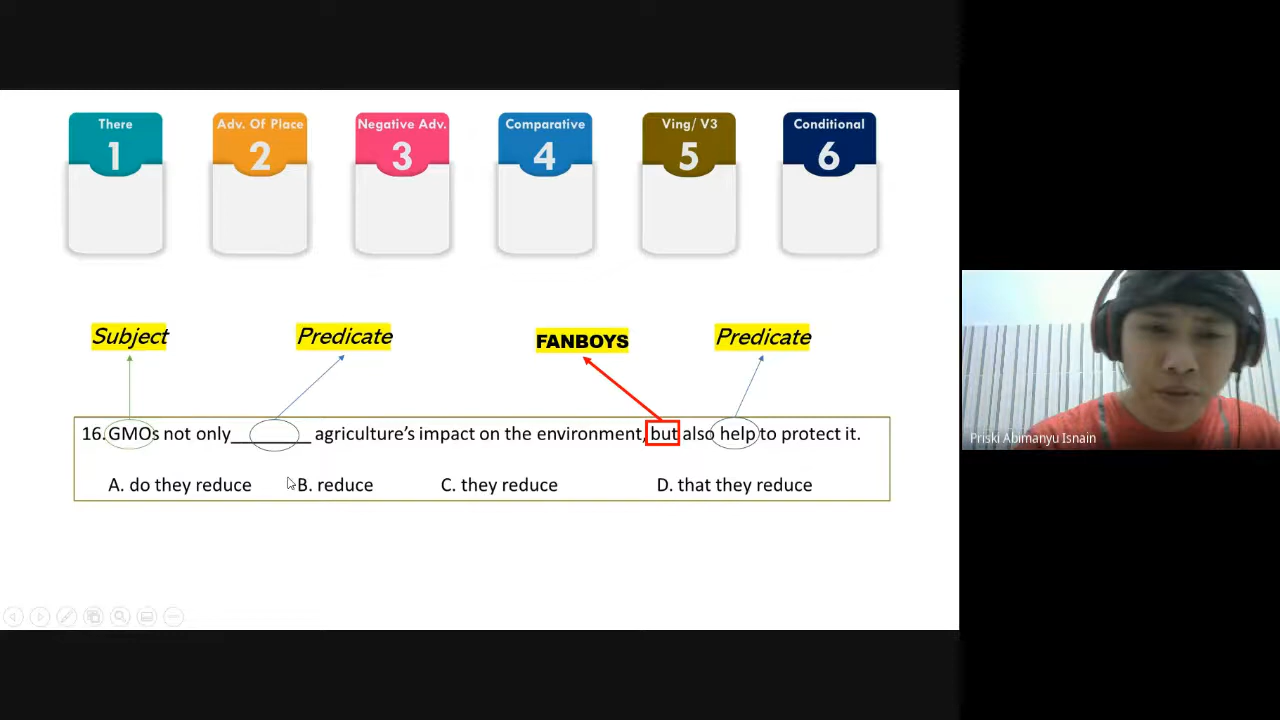 There
Adv. Of Place
Negative Adv.
Comparative
Ving/ V3
Conditional
1
2
3
4
5
6
Subject
Predicate
FANBOYS
Predicate
16. GMOs not only________ agriculture’s impact on the environment, but also help to protect it.
A. do they reduce
B. reduce
C. they reduce
D. that they reduce
Priski Abimanyu Isnain